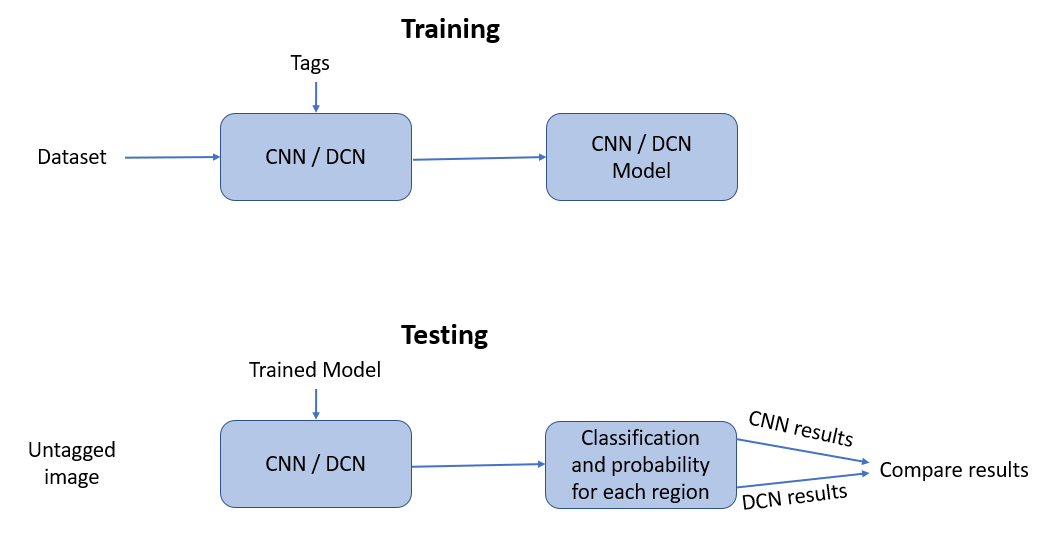 Training
Tags
Dataset
CNN / DCN
CNN / DCN
Model
Testing
Trained Model
Untagged
image
CNN / DCN
Classification
and probability
for each region
CNN results
DCN results
Compare results